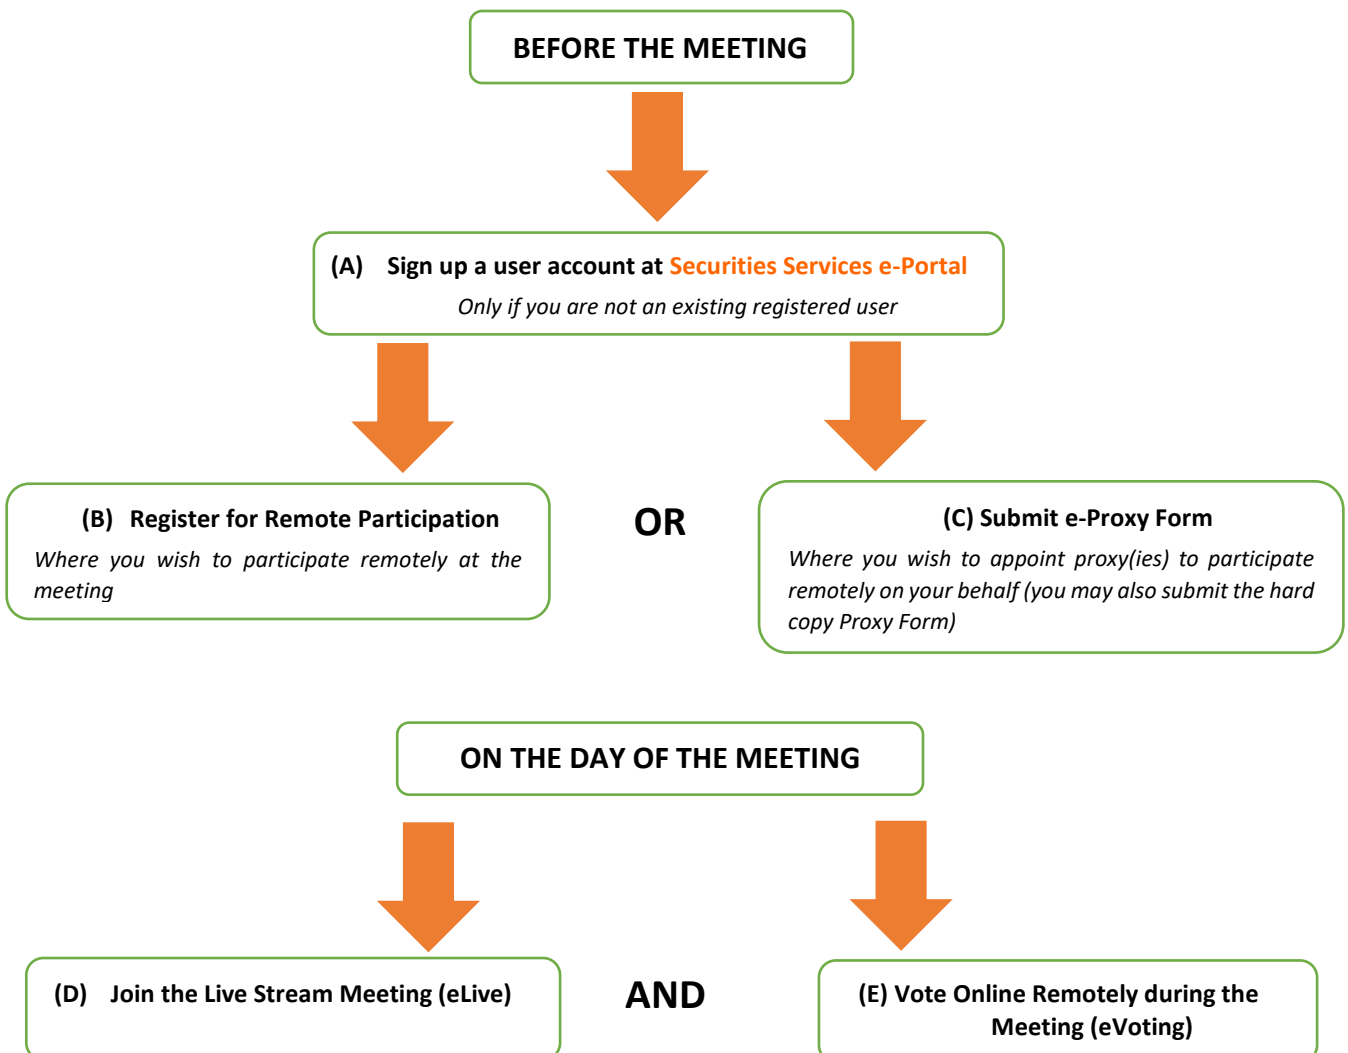 BEFORE THE MEETING
(A) Sign up a user account at Securities Services e-Portal
Only if you are not an existing registered user
(B) Register for Remote Participation
Where you wish to participate remotely at the
meeting
OR
(C) Submit e-Proxy Form
Where you wish to appoint proxy(ies) to participate
remotely on your behalf (you may also submit the hard
copy Proxy Form)
ON THE DAY OF THE MEETING
(D) Join the Live Stream Meeting (eLive)
AND
(E) Vote Online Remotely during the
Meeting (eVoting)